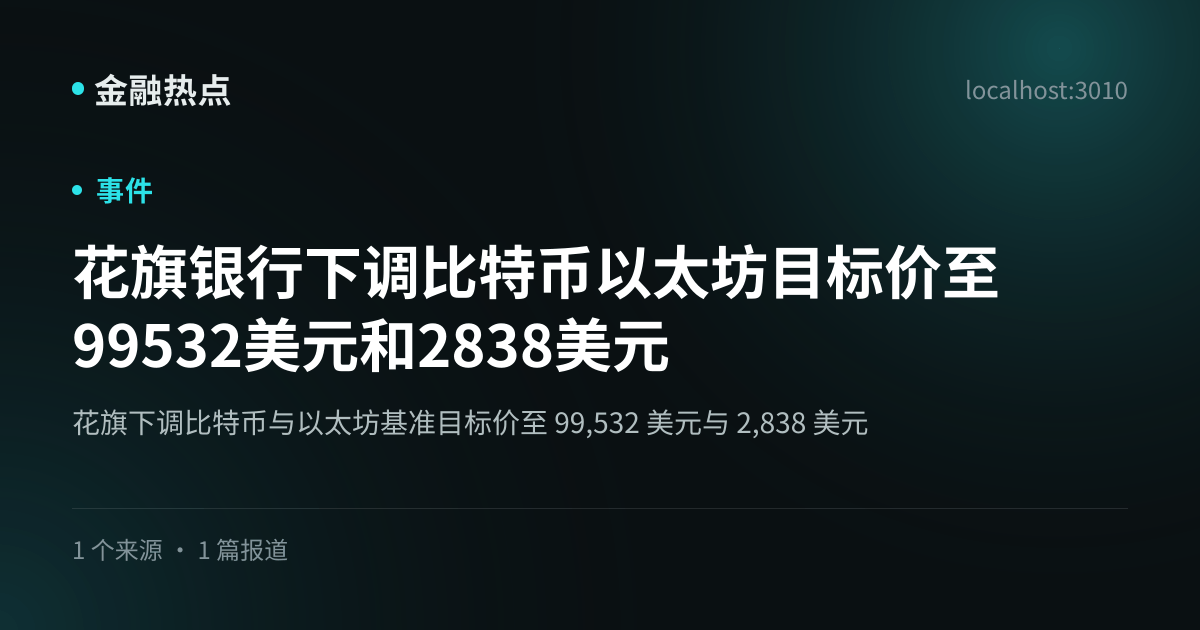 金融热点
localhost:3010
事件
花旗银行下调比特币以太坊目标价至
99532美元和2838美元
花旗下调比特币与以太坊基准目标价至 99,532 美元与 2,838 美元
1 个来源 · 1 篇报道